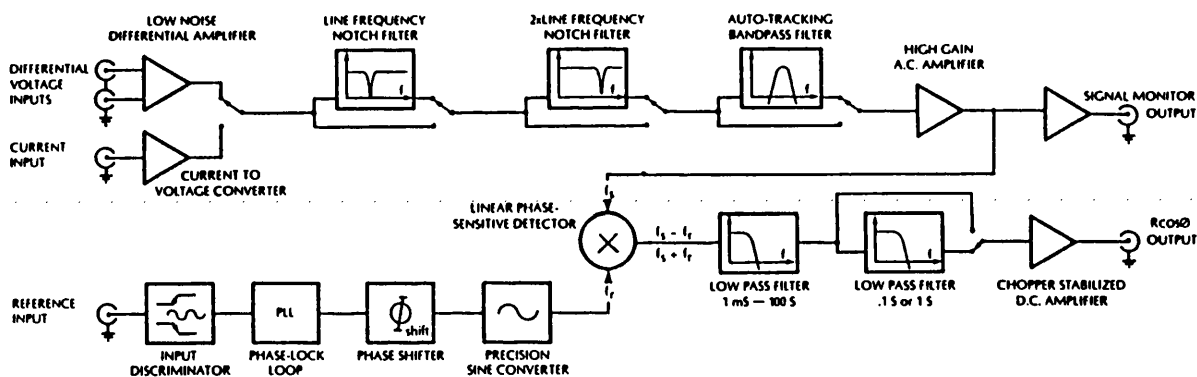 LOW NOISE
DIFFERENTIAL AMPLIFIER
LINE FREQUENCY
NOTCH FILTER
2xLINE FREQUENCY
NOTCH FILTER
AUTO-TRACKING
BANDPASS FILTER
HIGH GAIN
A.C. AMPLIFIER
DIFFERENTIAL
VOLTAGE
INPUTS
f
f
f
SIGNAL MONITOR
OUTPUT
CURRENT
INPUT
CURRENT TO
VOLTAGE CONVERTER
fs
LINEAR PHASE-
SENSITIVE DETECTOR
×
fs − fr
fs + fr
f
f
RcosØ
OUTPUT
LOW PASS FILTER
1 mS — 100 S
LOW PASS FILTER
.1 S or 1 S
CHOPPER STABILIZED
D.C. AMPLIFIER
fr
REFERENCE
INPUT
PLL
Φshift
INPUT
DISCRIMINATOR
PHASE-LOCK
LOOP
PHASE SHIFTER
PRECISION
SINE CONVERTER